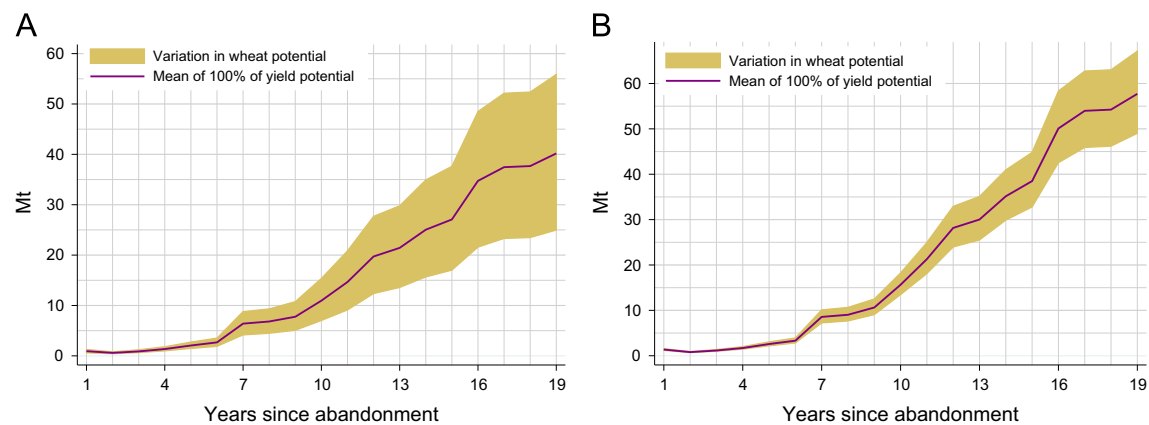 A
Variation in wheat potential
Mean of 100% of yield potential
60
50
40
30
20
10
0
Mt
1 4 7 10 13 16 19
Years since abandonment
B
Variation in wheat potential
Mean of 100% of yield potential
60
50
40
30
20
10
0
Mt
1 4 7 10 13 16 19
Years since abandonment